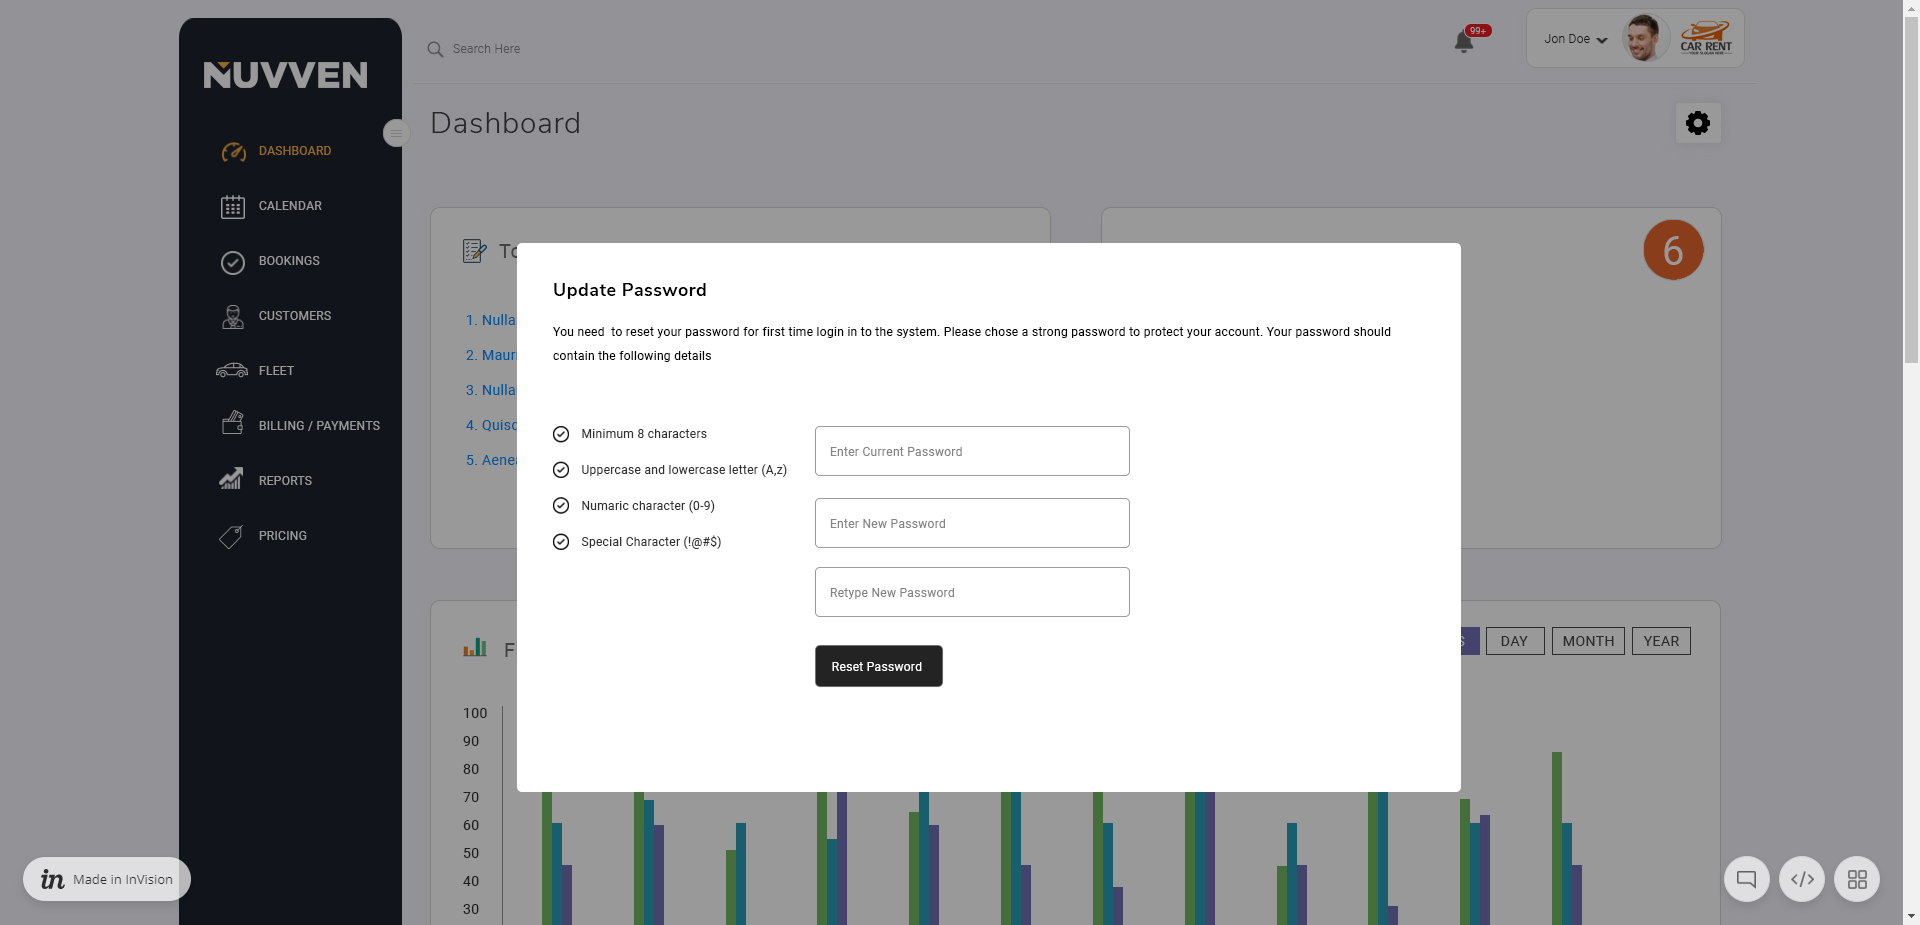 NUVVEN
Search Here
99+
Jon Doe
CAR RENT
Dashboard
DASHBOARD
CALENDAR
BOOKINGS
CUSTOMERS
FLEET
BILLING / PAYMENTS
REPORTS
PRICING
6
1. Nulla
2. Maur
3. Nulla
4. Quis
5. Aene
Update Password
You need  to reset your password for first time login in to the system. Please chose a strong password to protect your account. Your password should
contain the following details
Minimum 8 characters
Uppercase and lowercase letter (A,z)
Numaric character (0-9)
Special Character (!@#$)
Enter Current Password
Enter New Password
Retype New Password
Reset Password
F
S
DAY
MONTH
YEAR
100
90
80
70
60
50
40
30
in Made in InVision